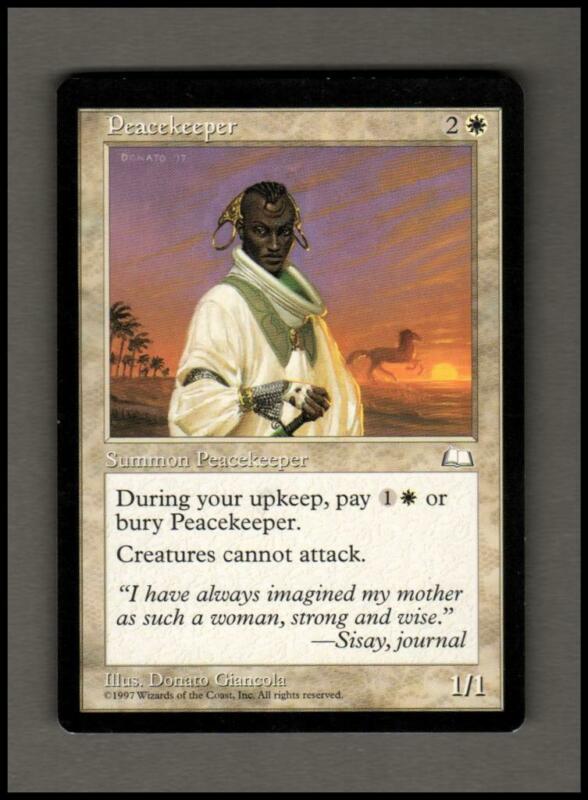 Peacekeeper 2
DONATO '97
Summon Peacekeeper
During your upkeep, pay 1 or
bury Peacekeeper.
Creatures cannot attack.
“I have always imagined my mother
as such a woman, strong and wise.”
—Sisay, journal
Illus. Donato Giancola
©1997 Wizards of the Coast, Inc. All rights reserved.
1/1